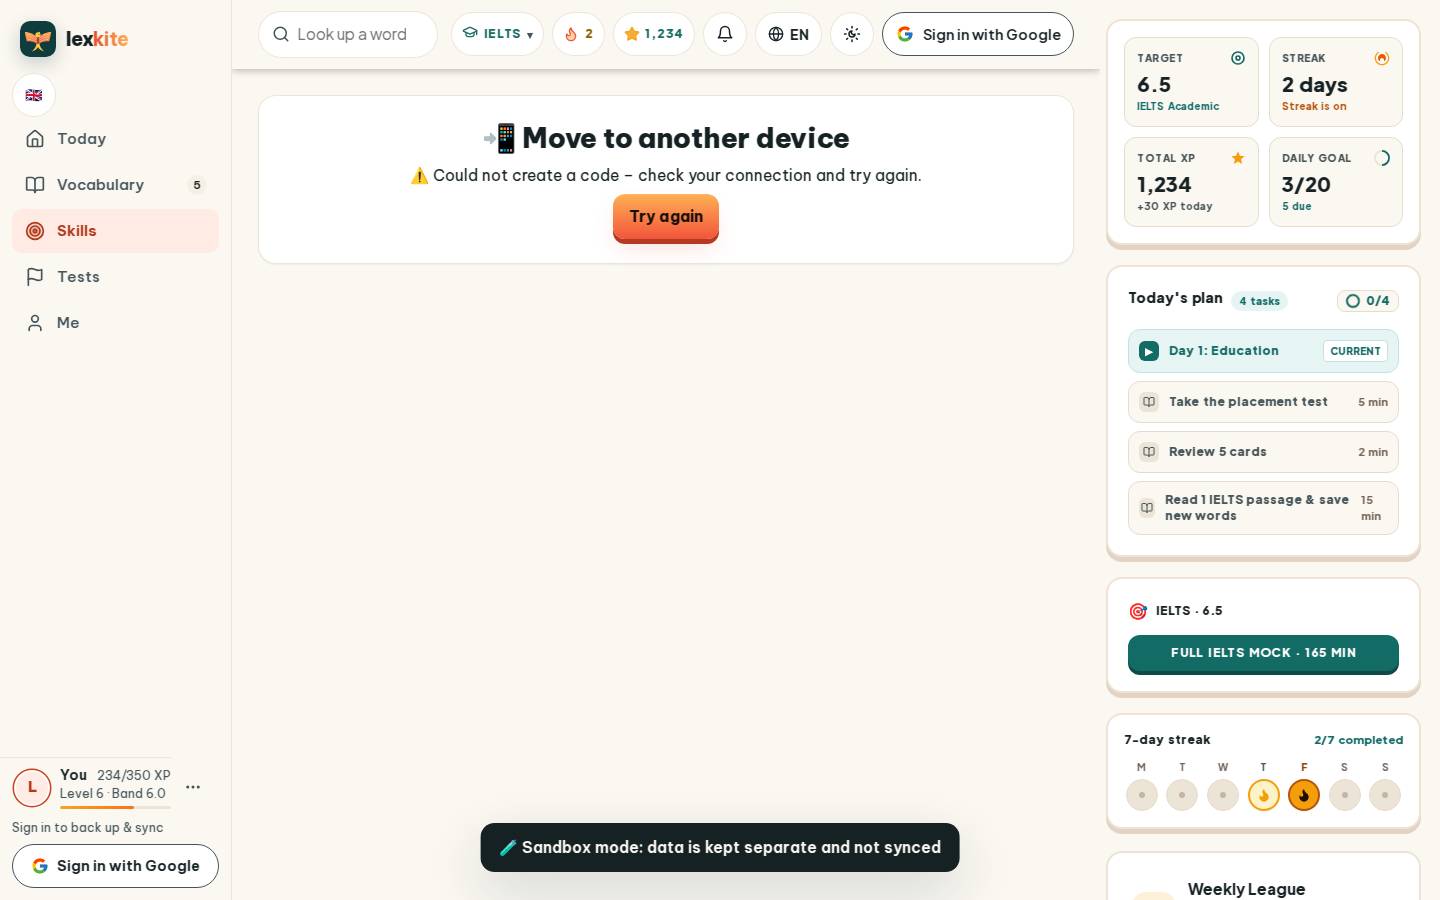 lexkite
Today
Vocabulary 5
Skills
Tests
Me
L
You 234/350 XP
Level 6 · Band 6.0
Sign in to back up & sync
Sign in with Google
Look up a word
IELTS ▾
2
1,234
EN
Sign in with Google
📲 Move to another device
⚠️ Could not create a code – check your connection and try again.
Try again
🧪 Sandbox mode: data is kept separate and not synced
TARGET
6.5
IELTS Academic
STREAK
2 days
Streak is on
TOTAL XP
1,234
+30 XP today
DAILY GOAL
3/20
5 due
Today's plan 4 tasks 0/4
Day 1: Education CURRENT
Take the placement test 5 min
Review 5 cards 2 min
Read 1 IELTS passage & save new words 15 min
🎯 IELTS · 6.5
FULL IELTS MOCK · 165 MIN
7-day streak 2/7 completed
M T W T F S S
Weekly League